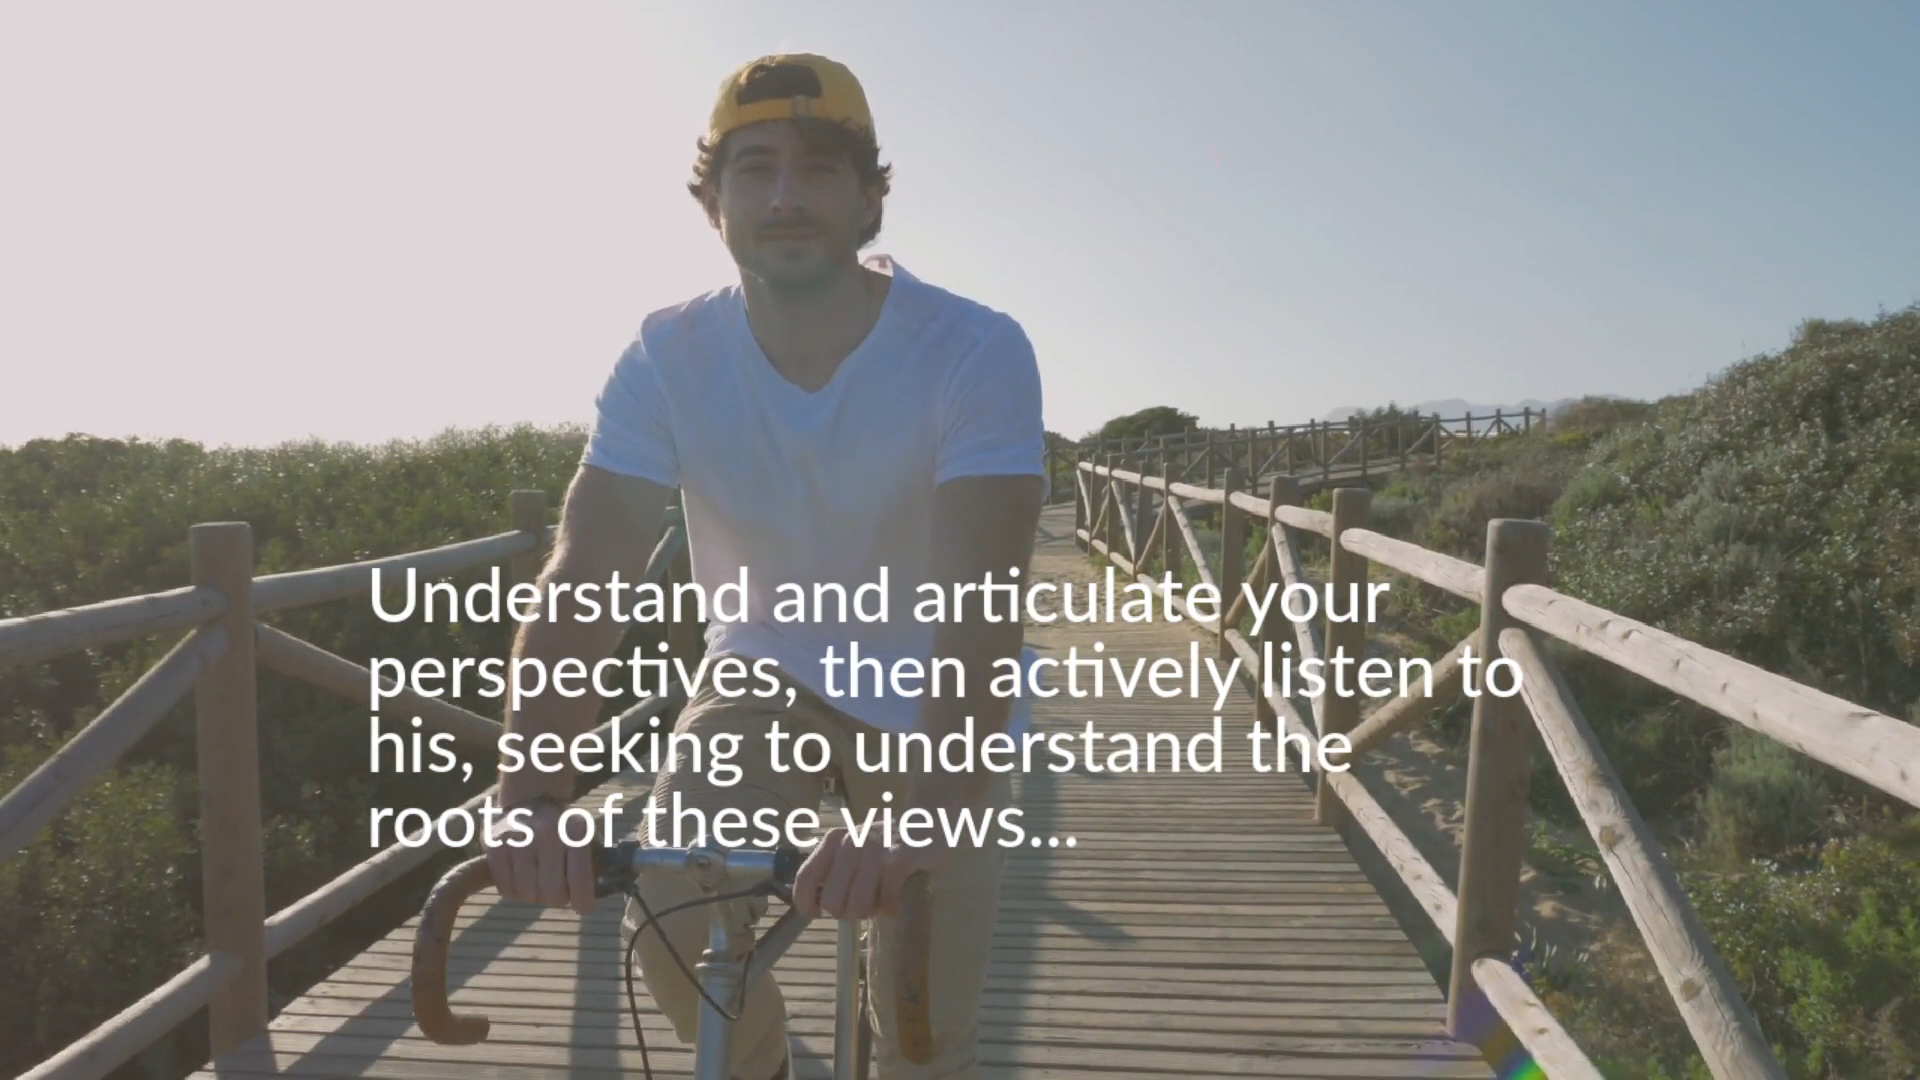 Understand and articulate your
perspectives, then actively listen to
his, seeking to understand the
roots of these views...